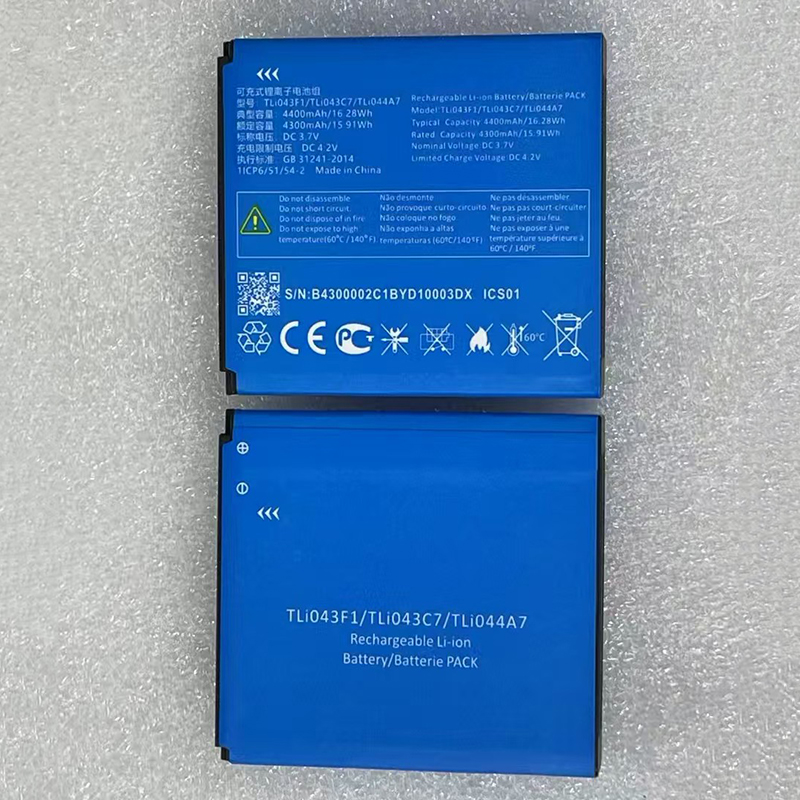 可充式锂离子电池组
型号: TLi043F1/TLi043C7/TLi044A7
典型容量: 4400mAh/16.28Wh
额定容量: 4300mAh/15.91Wh
标称电压: DC 3.7V
充电限制电压: DC 4.2V
执行标准: GB 31241-2014
1ICP6/51/54-2 Made in China
Rechargeable Li-ion Battery/Batterie PACK
Model:TLi043F1/TLi043C7/TLi044A7
Typical Capacity: 4400mAh/16.28Wh
Rated Capacity: 4300mAh/15.91Wh
Nominal Voltage: DC 3.7V
Limited Charge Voltage: DC 4.2V
Do not disassemble
Do not short circuit.
Do not dispose of in fire
Do not expose to high
temperature(60°C /140°F)
Não desmonte
Não provoque curto-circuito
Não coloque no fogo
Não exponhia a altas
temperaturas (60ºC/140ºF)
Ne pas désassembler.
Ne pas pas court-circuiter
Ne pas jeter au feu.
Ne pas exposer à une
température supérieure à
60°C / 140°F
S/N:B4300002C1BYD10003DX ICS01
CE PCT 60°C
TLi043F1/TLi043C7/TLi044A7
Rechargeable Li-ion
Battery/Batterie PACK